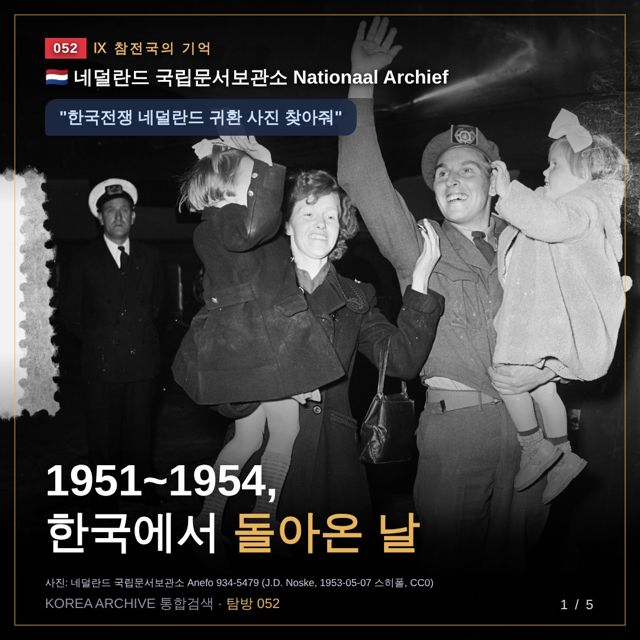 052 IX 참전국의 기억
🇳🇱 네덜란드 국립문서보관소 Nationaal Archief
"한국전쟁 네덜란드 귀환 사진 찾아줘"
1951~1954,
한국에서 돌아온 날
사진: 네덜란드 국립문서보관소 Anefo 934-5479 (J.D. Noske, 1953-05-07 스히폴, CC0)
KOREA ARCHIVE 통합검색 · 탐방 052
1 / 5